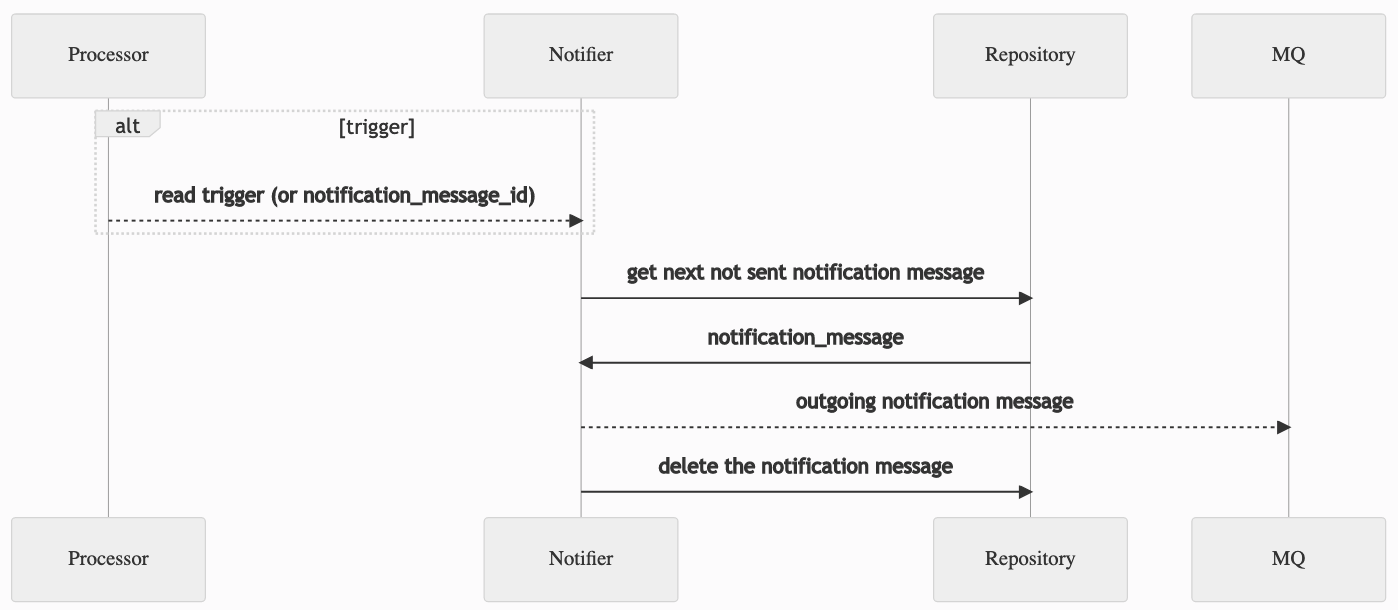 Processor Notifier Repository MQ
alt [trigger]
read trigger (or notification_message_id)
get next not sent notification message
notification_message
outgoing notification message
delete the notification message
Processor Notifier Repository MQ